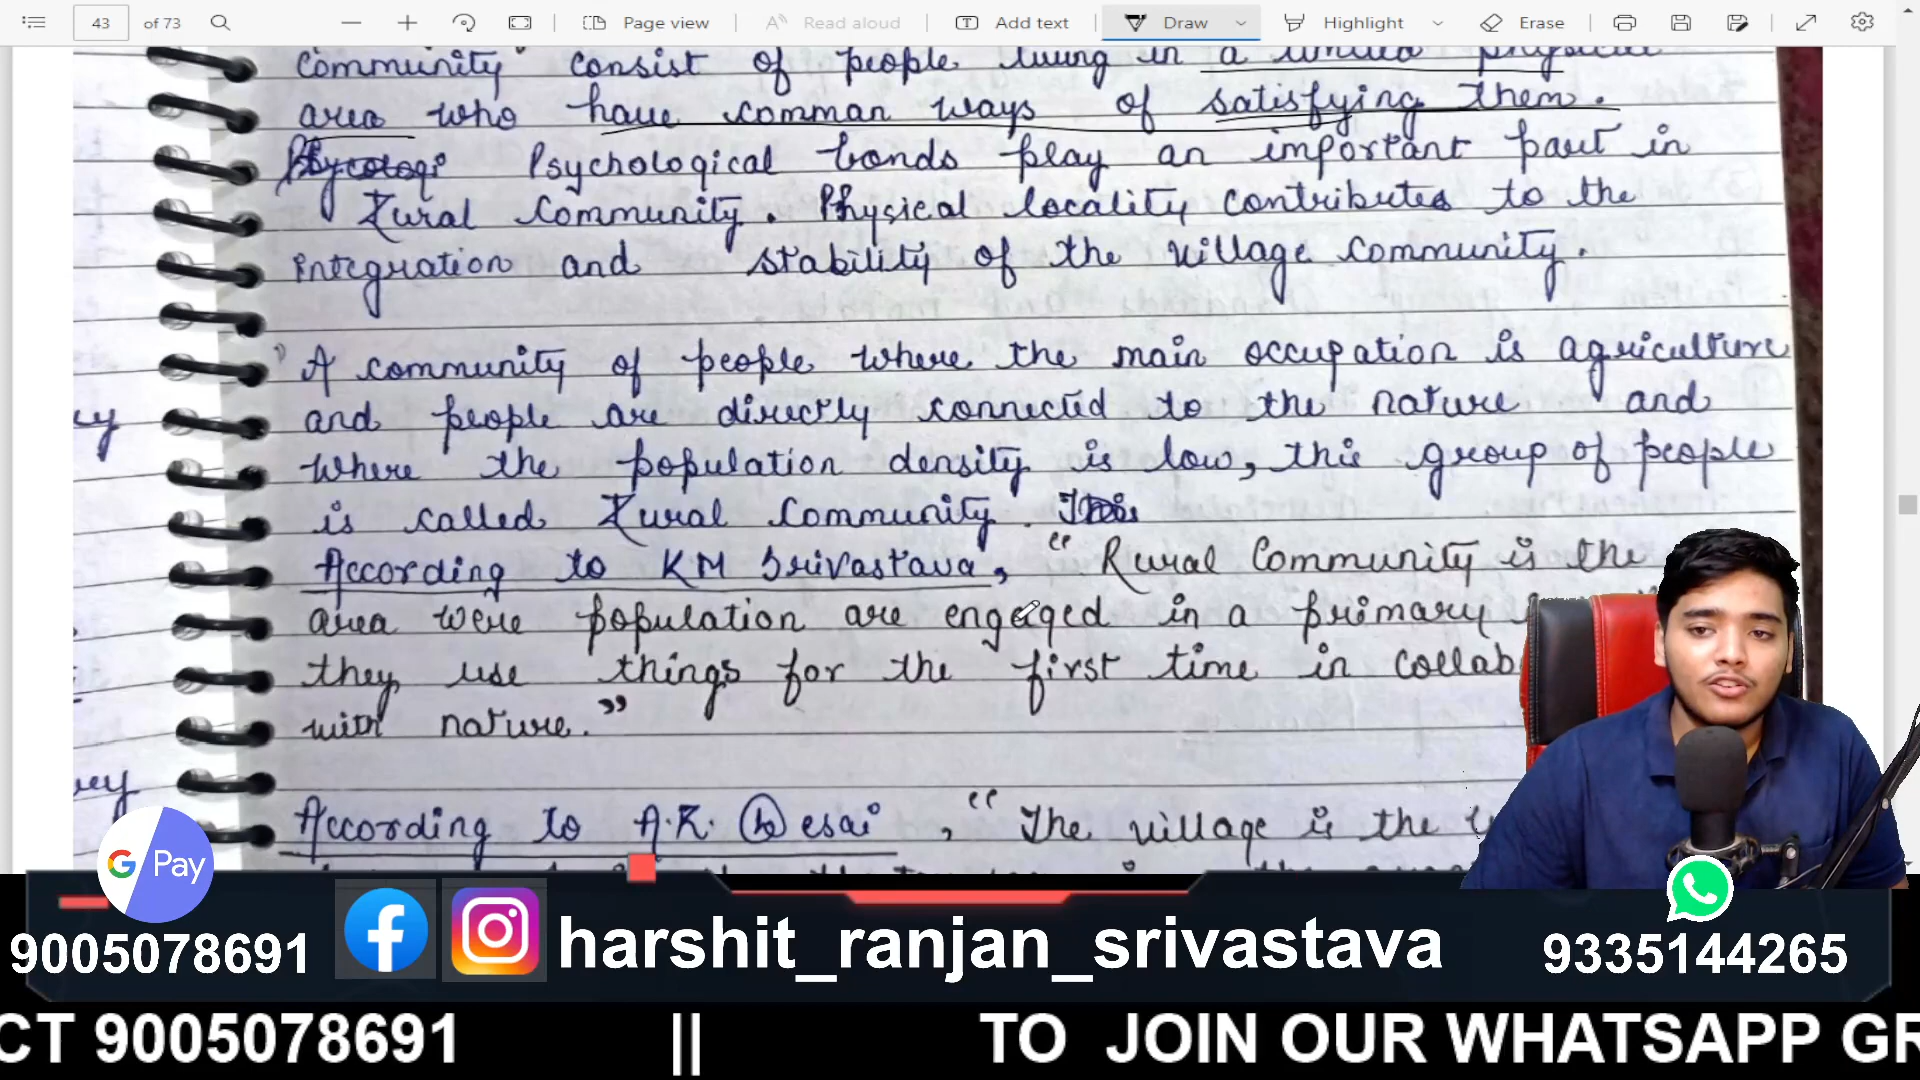 43 of 73 Page view Read aloud Add text Draw Highlight Erase
Community consist of people living in a limited physical
area who have comman ways of satisfying them.
Psychological bonds play an important part in
Rural Community. Physical locality contributes to the
integration and stability of the village community.
A community of people where the main occupation is agriculture
and people are directly connected to the nature and
where the population density is low, this group of people
is called Rural Community.
According to KM Srivastava, "Rural Community is the
area were population are engaged in a primary
they use things for the first time in collab
with nature."
According to A.R. Desai, "The village is the
G Pay
9005078691 harshit_ranjan_srivastava 9335144265
CT 9005078691 || TO JOIN OUR WHATSAPP GR